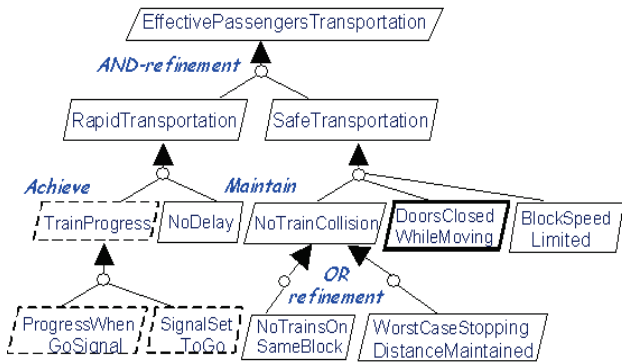 EffectivePassengersTransportation
AND-refinement
RapidTransportation
SafeTransportation
Achieve
Maintain
TrainProgress
NoDelay
NoTrainCollision
DoorsClosed
WhileMoving
BlockSpeed
Limited
OR
refinement
ProgressWhen
GoSignal
SignalSet
ToGo
NoTrainsOn
SameBlock
WorstCaseStopping
DistanceMaintained